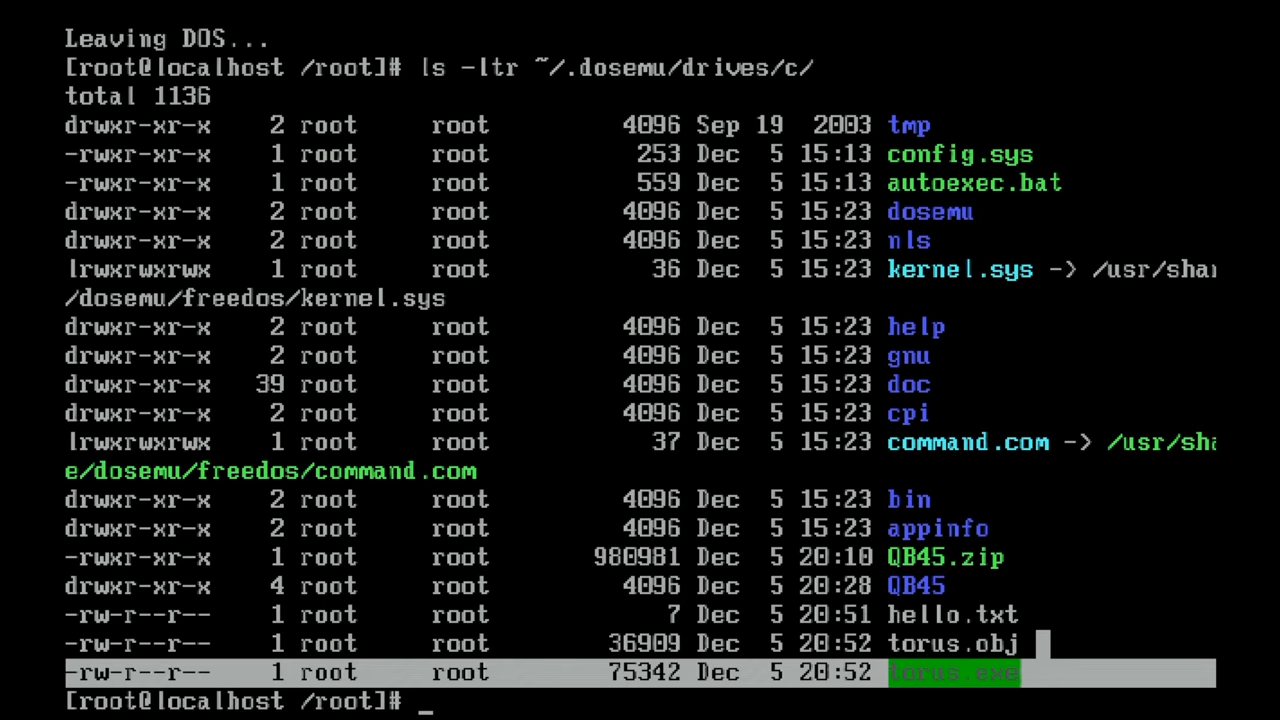 Leaving DOS...
[root@localhost /root]# ls -ltr ~/.dosemu/drives/c/
total 1136
drwxr-xr-x 2 root root 4096 Sep 19 2003 tmp
-rwxr-xr-x 1 root root 253 Dec 5 15:13 config.sys
-rwxr-xr-x 1 root root 559 Dec 5 15:13 autoexec.bat
drwxr-xr-x 2 root root 4096 Dec 5 15:23 dosemu
drwxr-xr-x 2 root root 4096 Dec 5 15:23 nls
lrwxrwxrwx 1 root root 36 Dec 5 15:23 kernel.sys -> /usr/shar
/dosemu/freedos/kernel.sys
drwxr-xr-x 2 root root 4096 Dec 5 15:23 help
drwxr-xr-x 2 root root 4096 Dec 5 15:23 gnu
drwxr-xr-x 39 root root 4096 Dec 5 15:23 doc
drwxr-xr-x 2 root root 4096 Dec 5 15:23 cpi
lrwxrwxrwx 1 root root 37 Dec 5 15:23 command.com -> /usr/sha
e/dosemu/freedos/command.com
drwxr-xr-x 2 root root 4096 Dec 5 15:23 bin
drwxr-xr-x 2 root root 4096 Dec 5 15:23 appinfo
-rwxr-xr-x 1 root root 980981 Dec 5 20:10 QB45.zip
drwxr-xr-x 4 root root 4096 Dec 5 20:28 QB45
-rw-r--r-- 1 root root 7 Dec 5 20:51 hello.txt
-rw-r--r-- 1 root root 36909 Dec 5 20:52 torus.obj
-rw-r--r-- 1 root root 75342 Dec 5 20:52 torus.exe
[root@localhost /root]# _